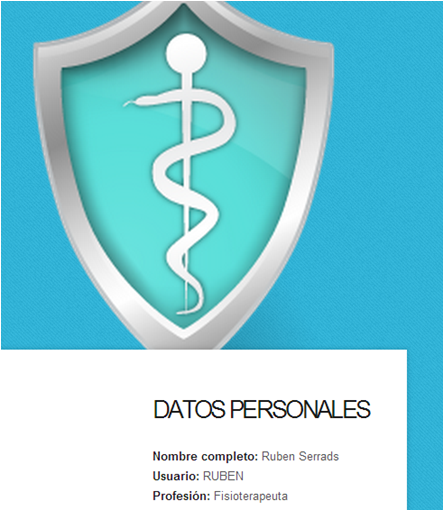 DATOS PERSONALES
Nombre completo: Ruben Serrads
Usuario: RUBEN
Profesión: Fisioterapeuta